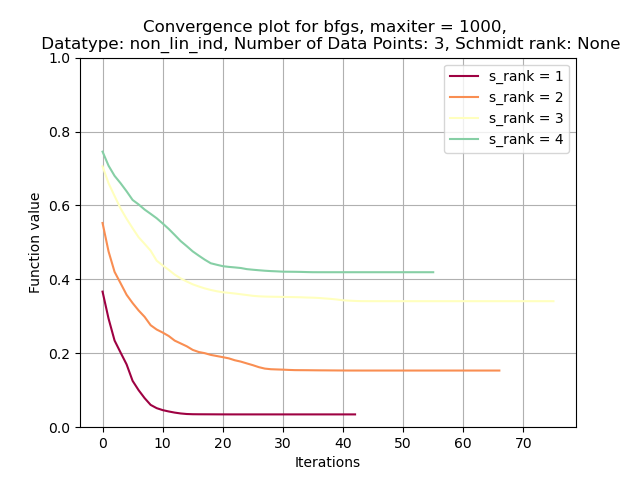 Convergence plot for bfgs, maxiter = 1000,
Datatype: non_lin_ind, Number of Data Points: 3, Schmidt rank: None
s_rank = 1
s_rank = 2
s_rank = 3
s_rank = 4
1.0
0.8
0.6
0.4
0.2
0.0
Function value
0 10 20 30 40 50 60 70
Iterations